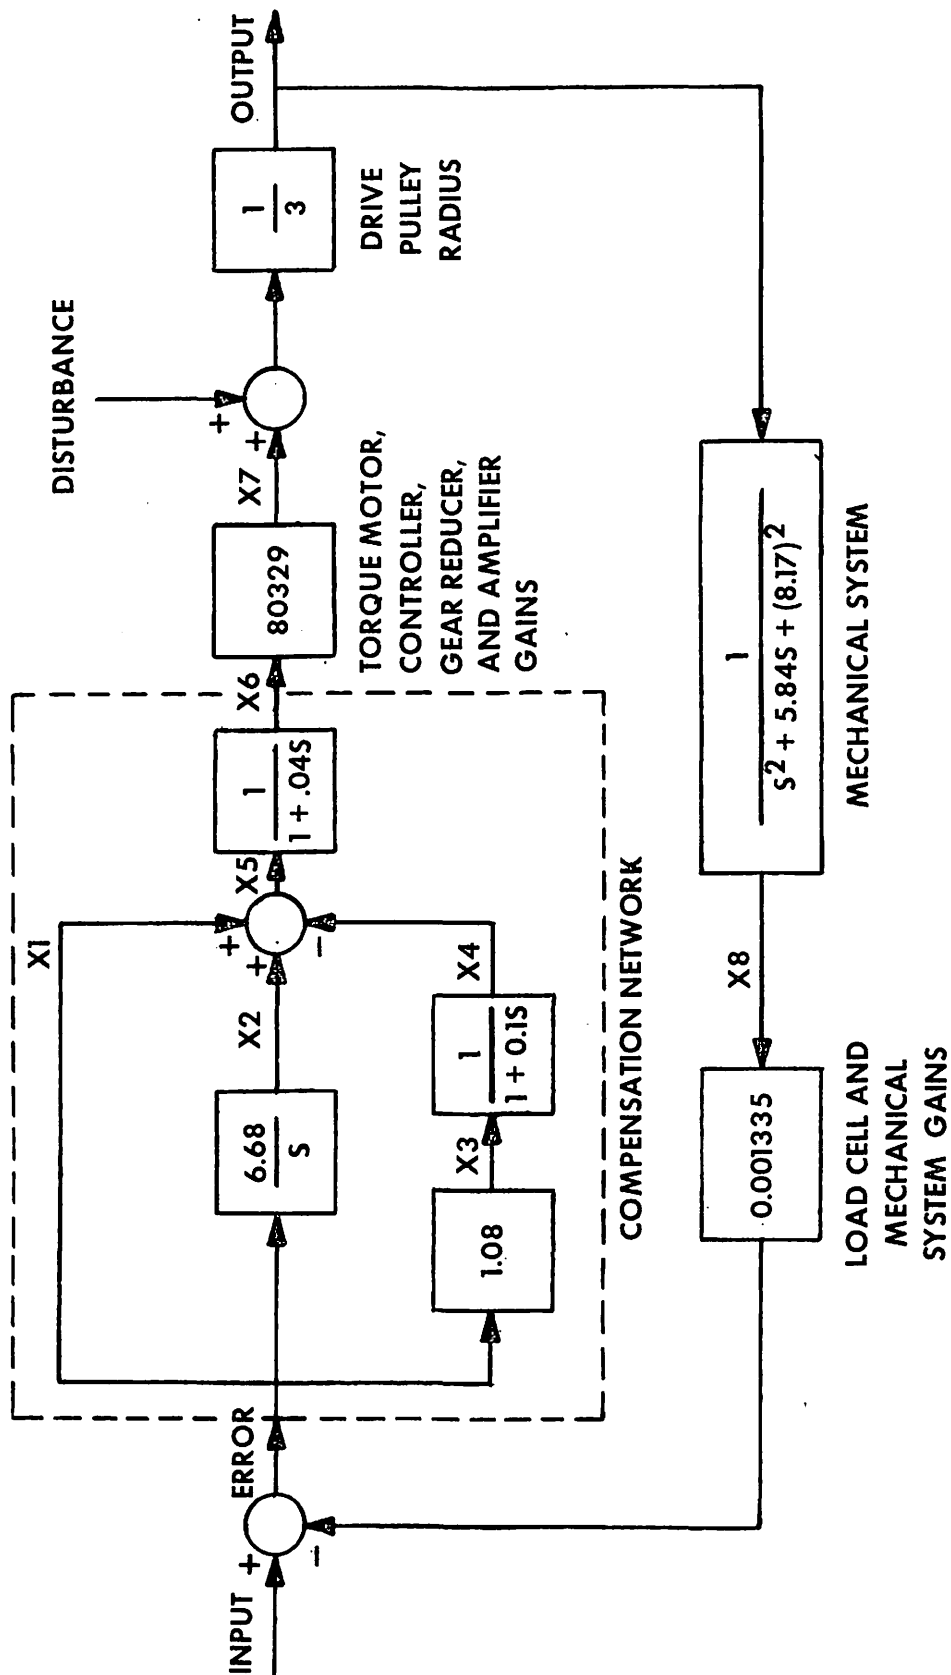 INPUT
+
−
ERROR
X1
6.68
S
X2
+
+
−
X5
1
1 + .04S
X6
1.08
X3
1
1 + 0.1S
X4
COMPENSATION NETWORK
80329
TORQUE MOTOR,
CONTROLLER,
GEAR REDUCER,
AND AMPLIFIER
GAINS
X7
DISTURBANCE
+
+
1
3
DRIVE
PULLEY
RADIUS
OUTPUT
1
S² + 5.84S + (8.17)²
MECHANICAL SYSTEM
X8
0.001335
LOAD CELL AND
MECHANICAL
SYSTEM GAINS